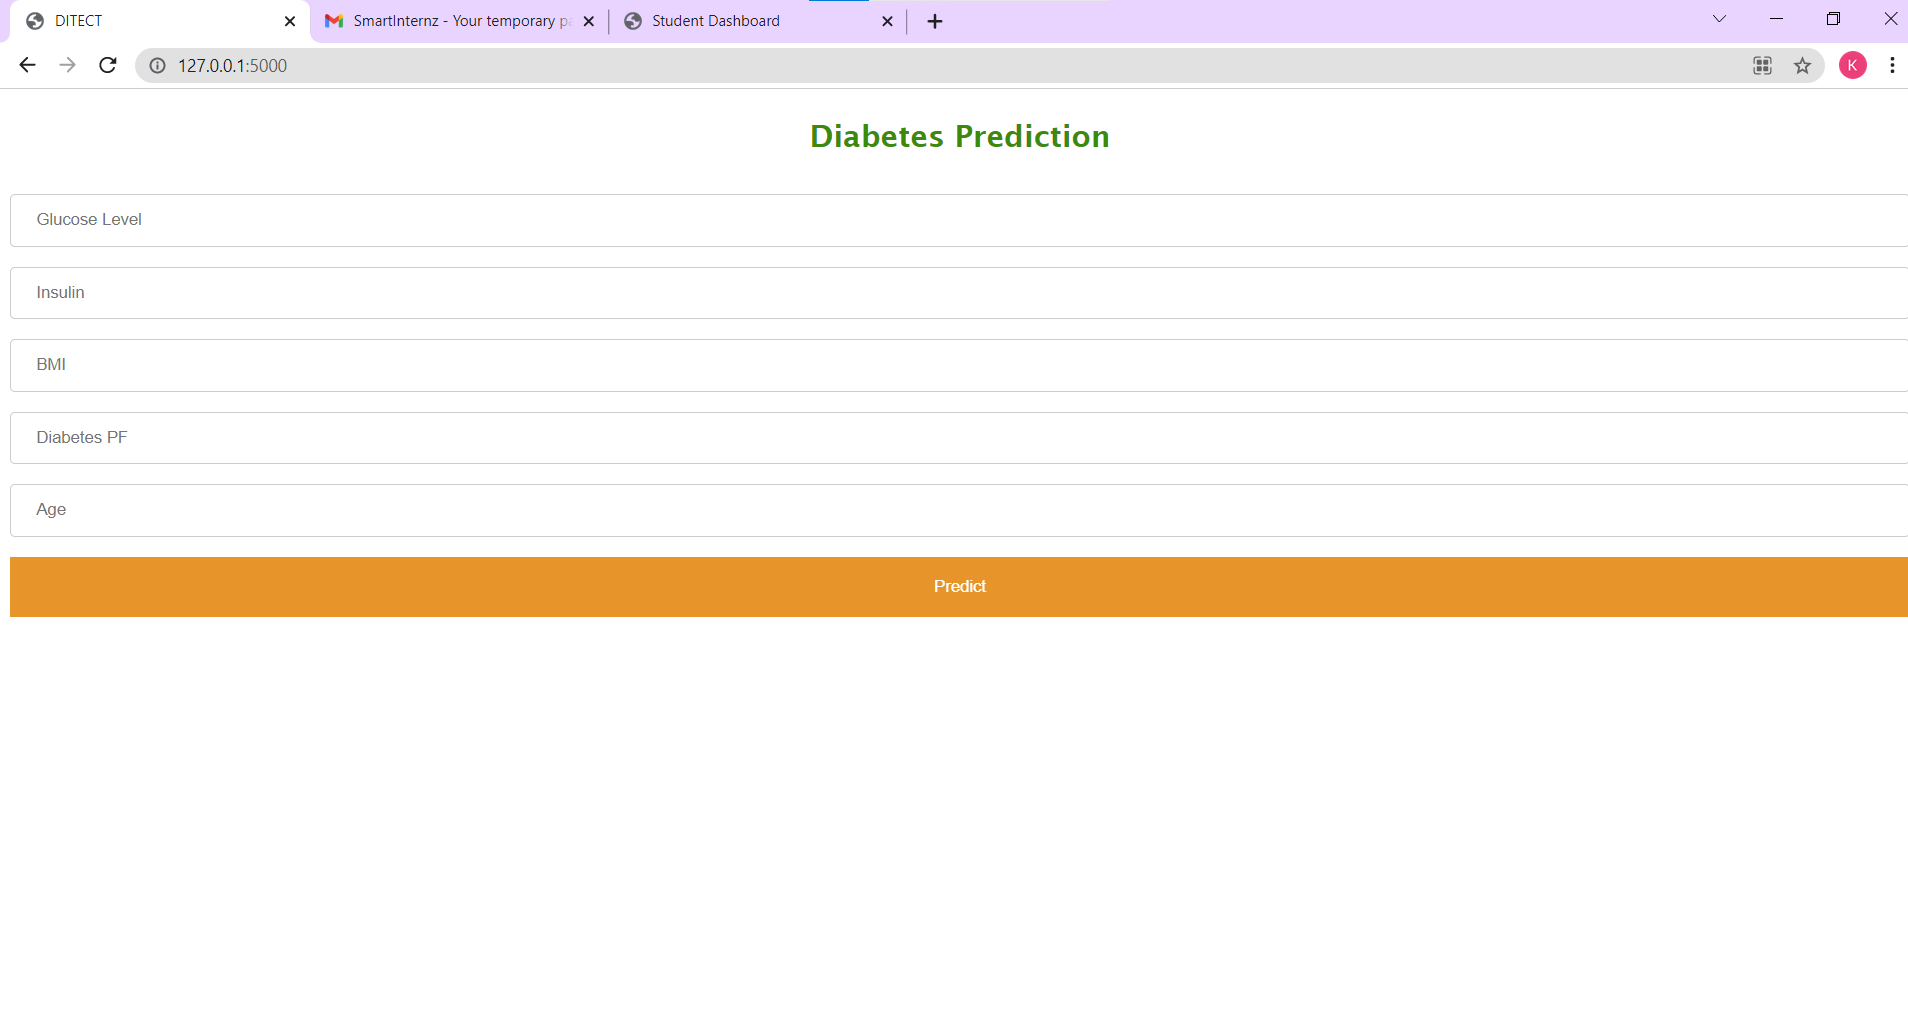 DITECT
SmartInternz - Your temporary pa
Student Dashboard
127.0.0.1:5000
K
Diabetes Prediction
Glucose Level
Insulin
BMI
Diabetes PF
Age
Predict